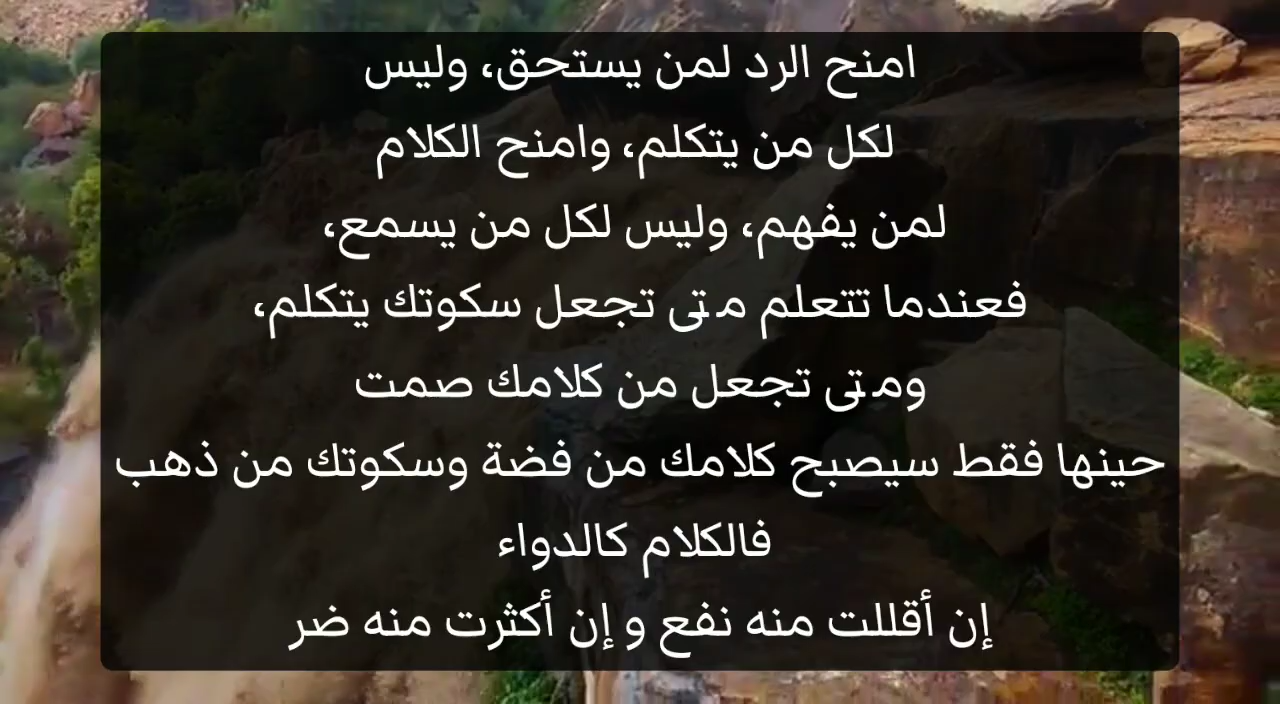 امنح الرد لمن يستحق، وليس
لكل من يتكلم، وامنح الكلام
لمن يفهم، وليس لكل من يسمع،
فعندما تتعلم متى تجعل سكوتك يتكلم،
ومتى تجعل من كلامك صمت
حينها فقط سيصبح كلامك من فضة وسكوتك من ذهب
فالكلام كالدواء
إن أقللت منه نفع و إن أكثرت منه ضر